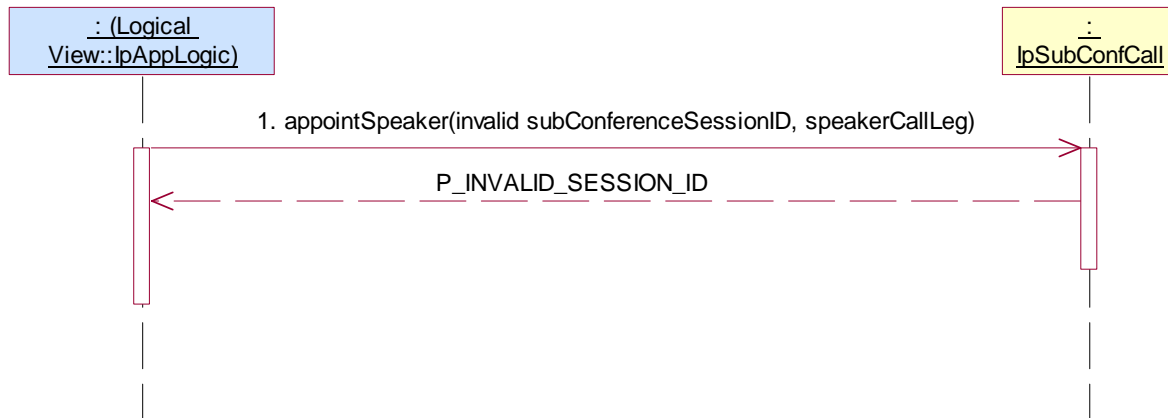 : (Logical
View::IpAppLogic)
:
IpSubConfCall
1. appointSpeaker(invalid subConferenceSessionID, speakerCallLeg)
P_INVALID_SESSION_ID